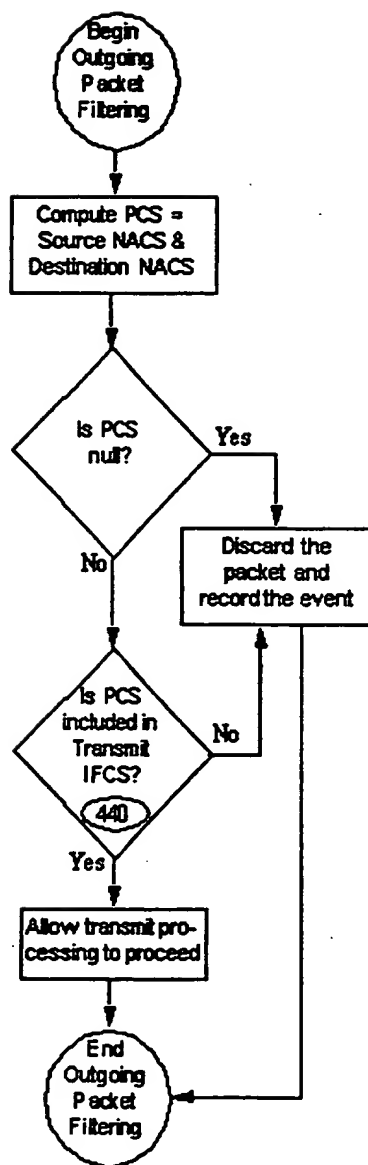 Begin
Outgoing
Packet
Filtering
Compute PCS =
Source NACS &
Destination NACS
Is PCS
null?
Yes
No
Discard the
packet and
record the event
Is PCS
included in
Transmit
IFCS?
440
No
Yes
Allow transmit pro-
cessing to proceed
End
Outgoing
Packet
Filtering